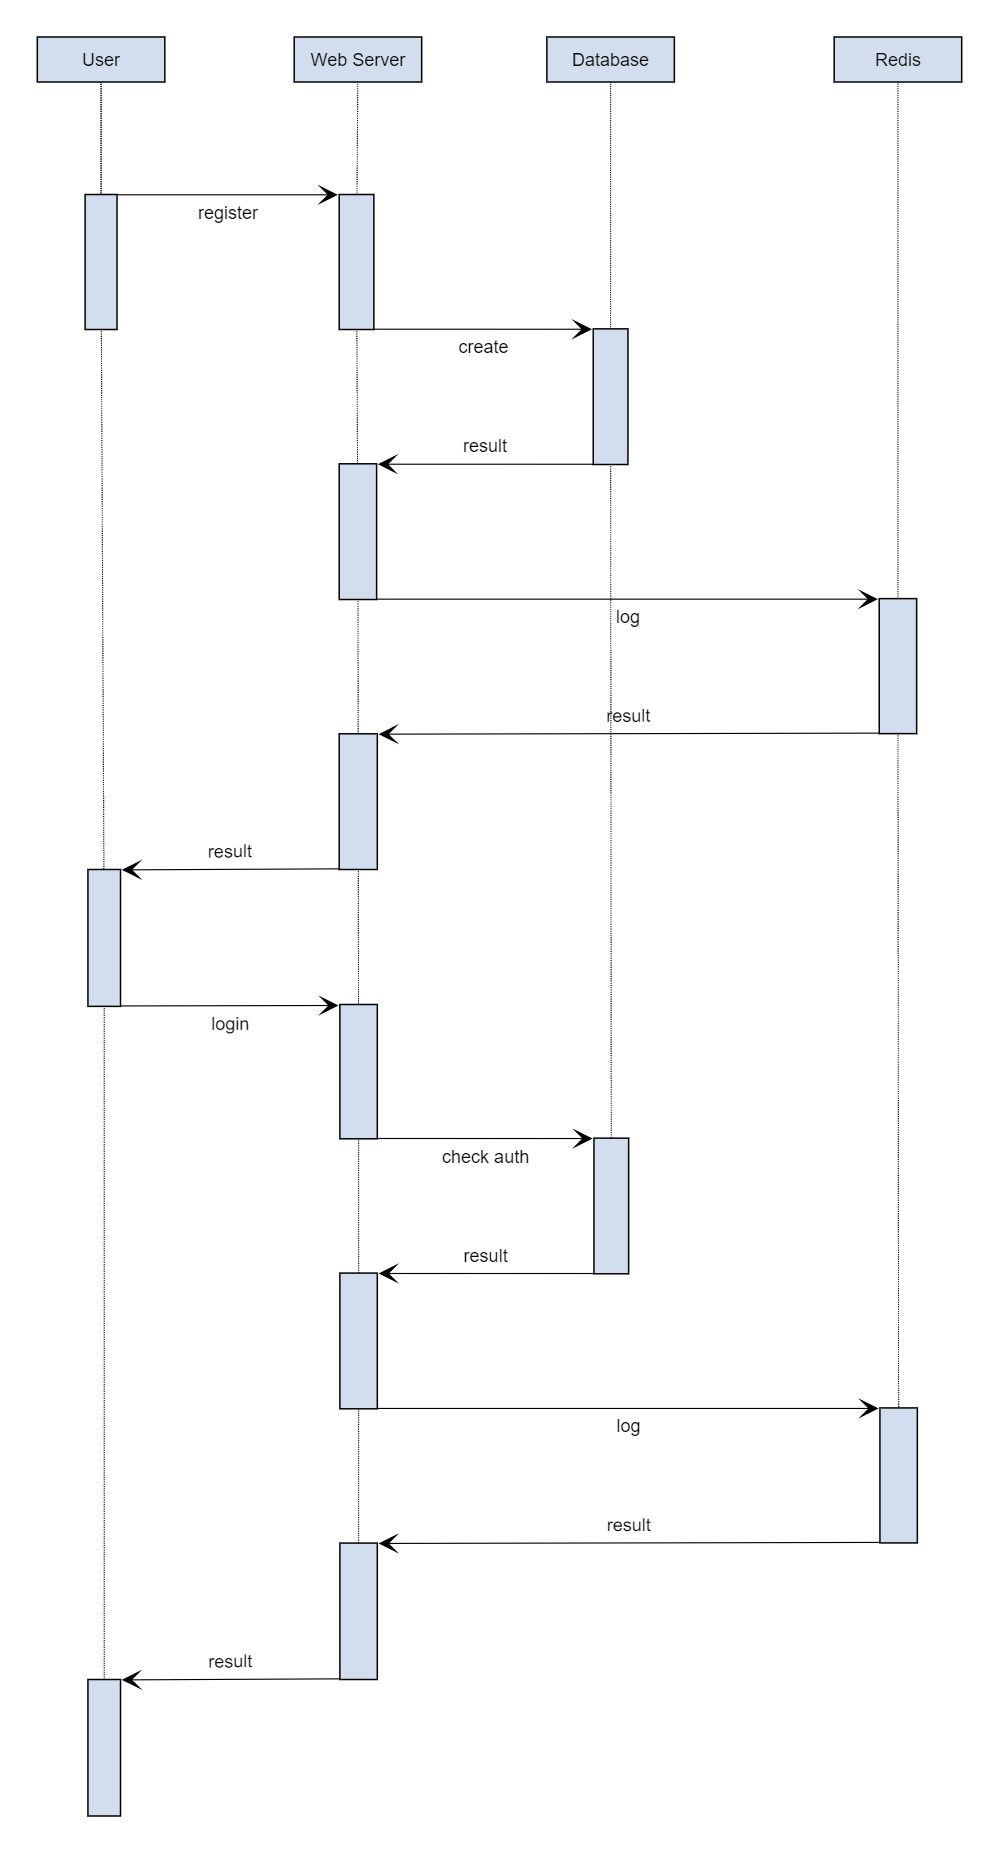 User
Web Server
Database
Redis
register
create
result
log
result
result
login
check auth
result
log
result
result